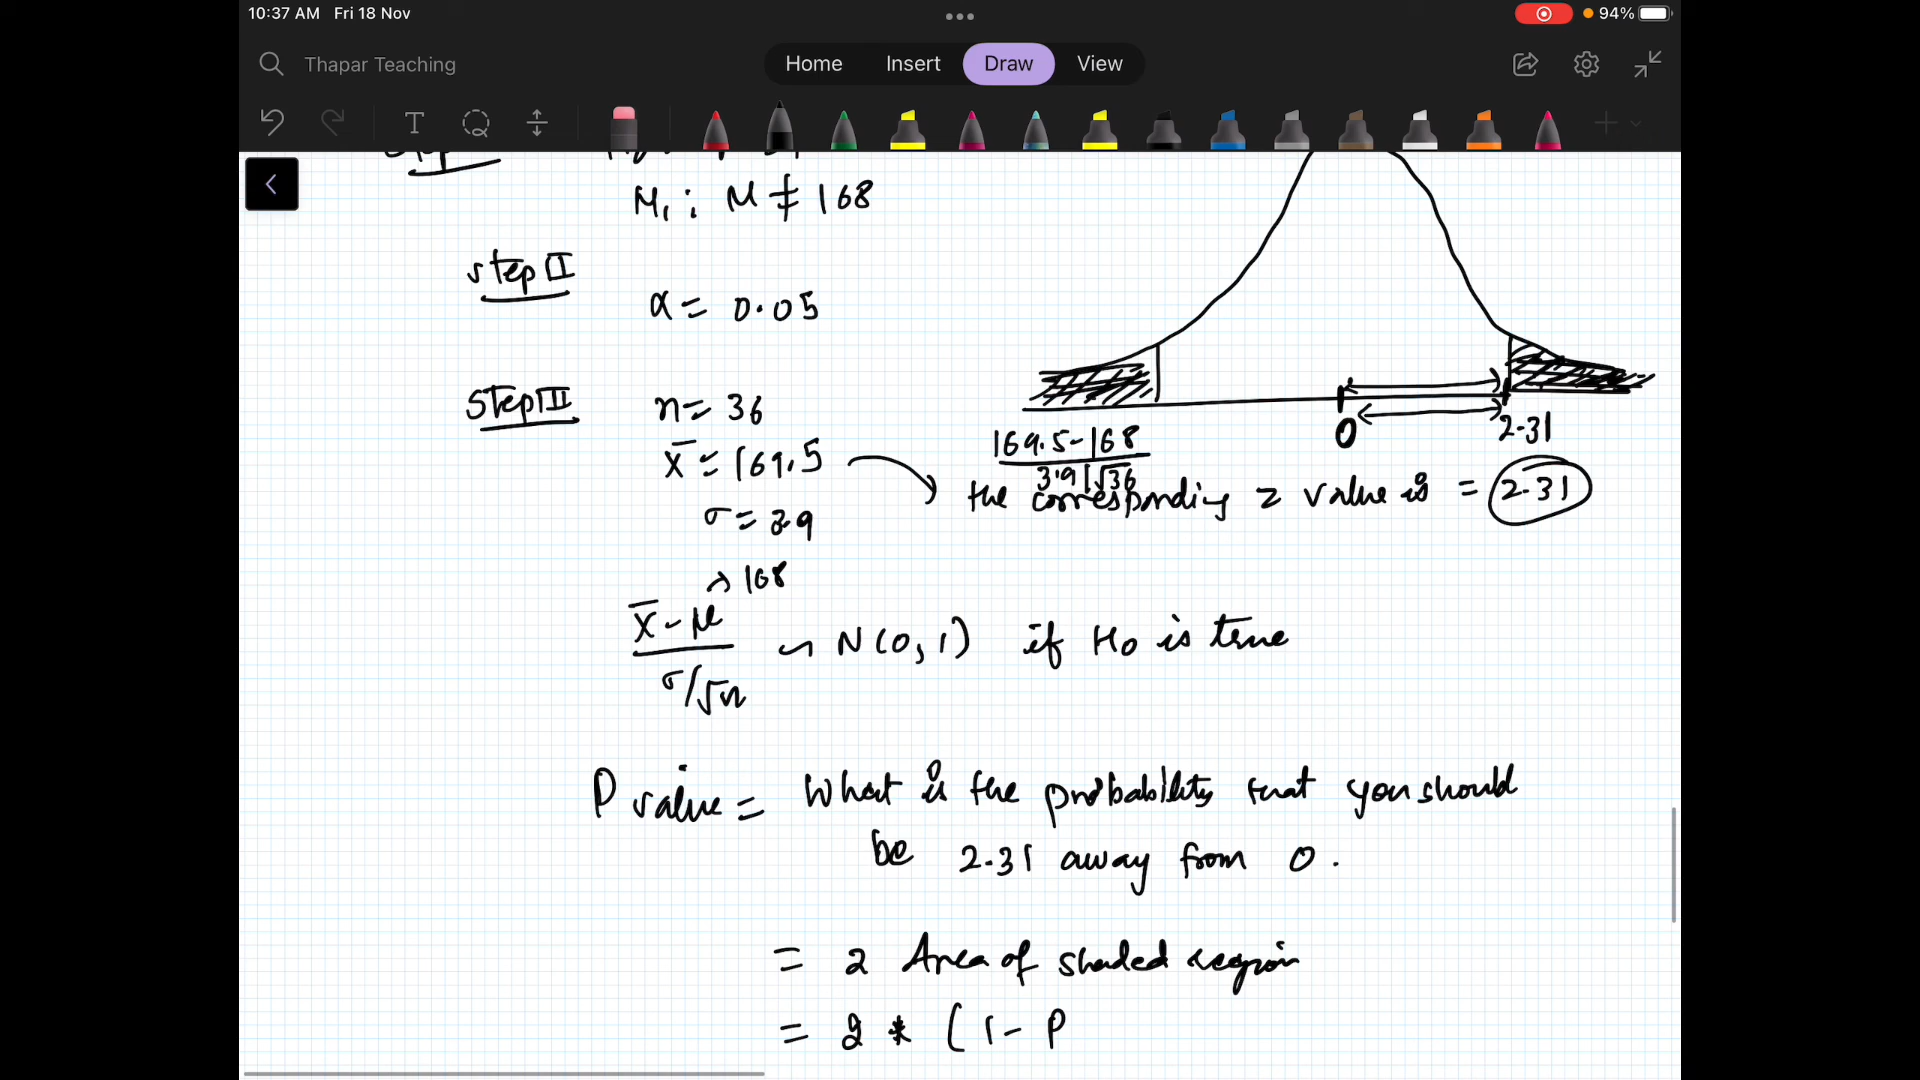 10:37 AM Fri 18 Nov
94%
Thapar Teaching
Home Insert Draw View
T
H₁ : μ ≠ 168
step II
α = 0.05
Step III
n = 36
x̄ = 169.5
σ = 3.9
→ 168
x̄ - μ
σ/√n
~ N(0,1) if H₀ is true
0
2.31
169.5-168
3.9/√36
the corresponding z value is = 2.31
P value = What is the probability that you should
be 2.31 away from 0.
= 2 Area of shaded region
= 2 * (1- P